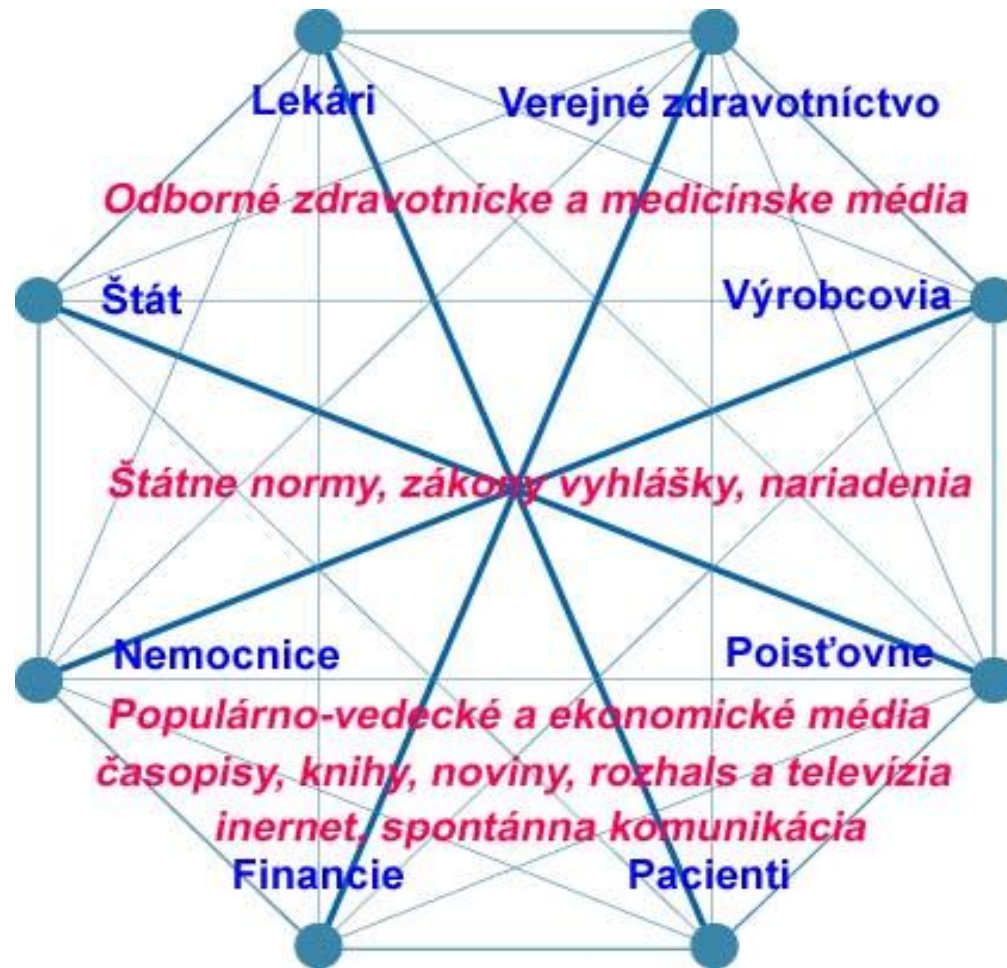 Lekári
Verejné zdravotníctvo
Odborné zdravotnícke a medicínske média
Štát
Výrobcovia
Štátne normy, zákony vyhlášky, nariadenia
Nemocnice
Poisťovne
Populárno-vedecké a ekonomické média
časopisy, knihy, noviny, rozhals a televízia
inernet, spontánna komunikácia
Financie
Pacienti